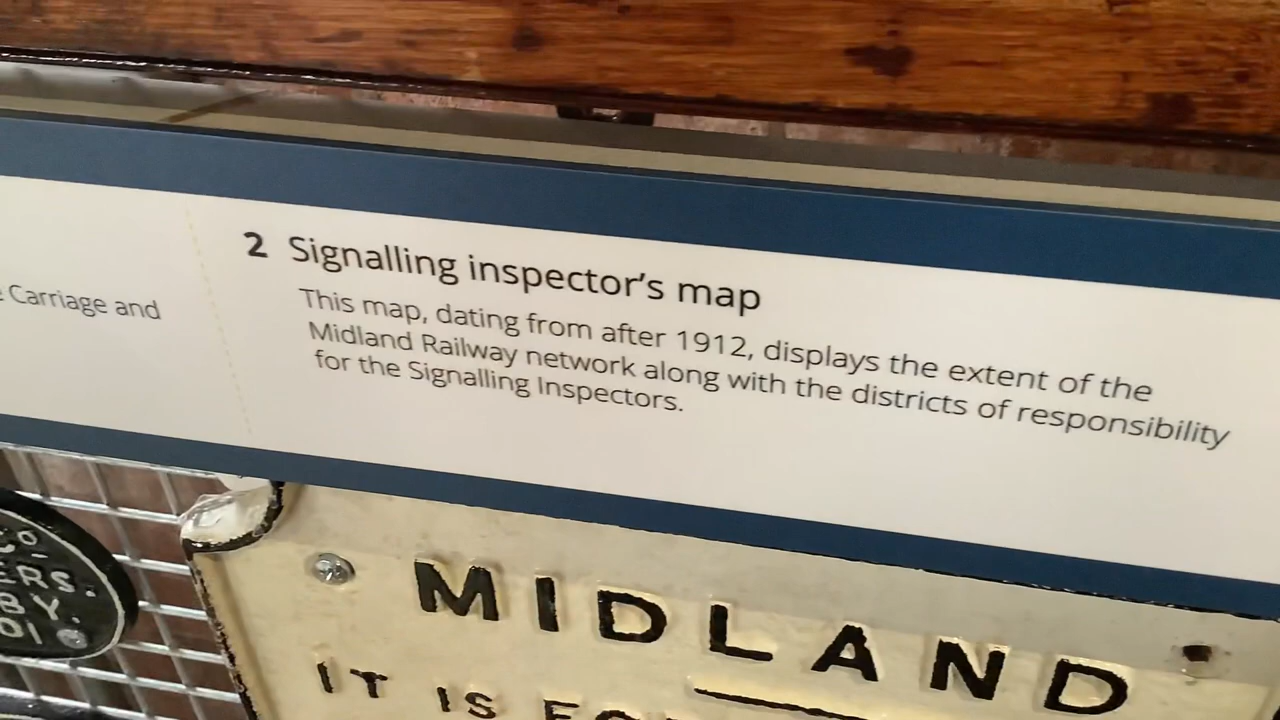 Carriage and
2 Signalling inspector's map
This map, dating from after 1912, displays the extent of the
Midland Railway network along with the districts of responsibility
for the Signalling Inspectors.
MIDLAND
IT IS